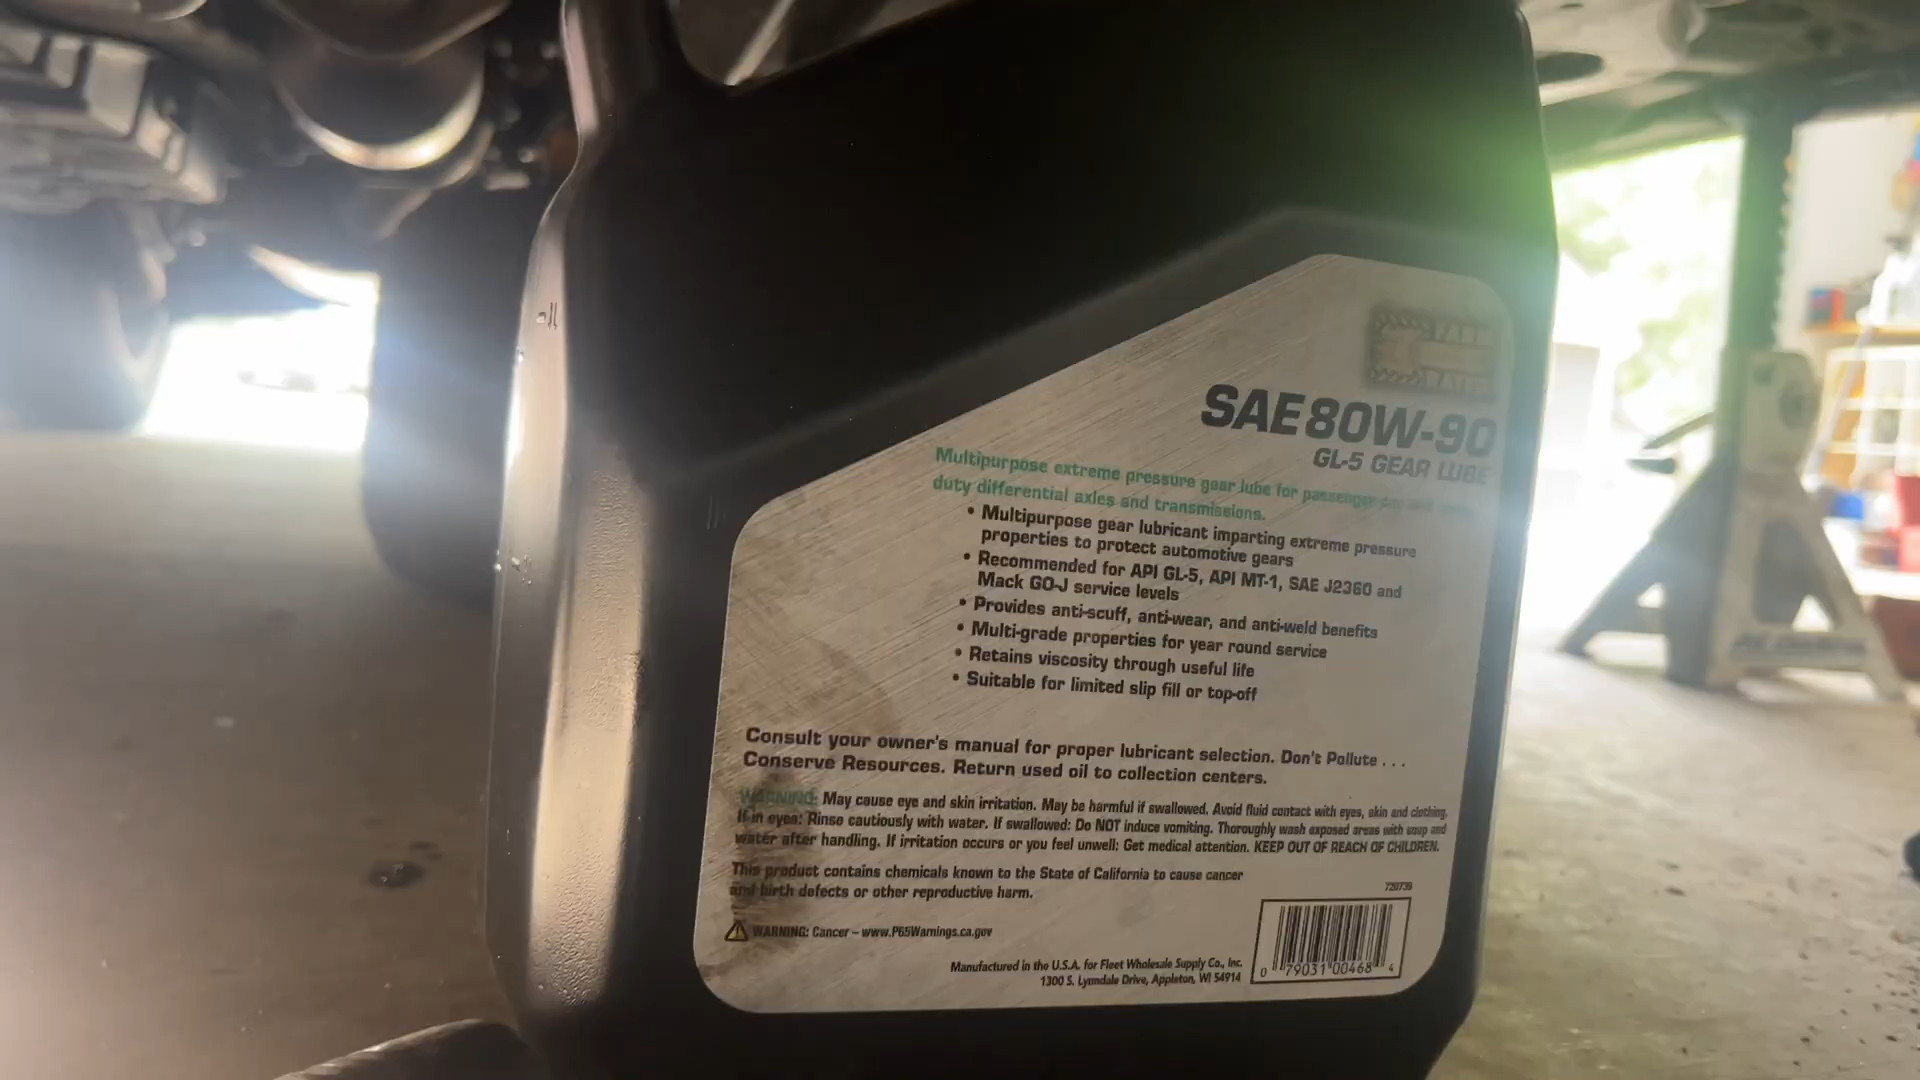 FARM
RATED
SAE 80W-90
GL-5 GEAR LUBE
Multipurpose extreme pressure gear lube for passenger car and
duty differential axles and transmissions.
• Multipurpose gear lubricant imparting extreme pressure
properties to protect automotive gears
• Recommended for API GL-5, API MT-1, SAE J2360 and
Mack GO-J service levels
• Provides anti-scuff, anti-wear, and anti-weld benefits
• Multi-grade properties for year round service
• Retains viscosity through useful life
• Suitable for limited slip fill or top-off
Consult your owner's manual for proper lubricant selection. Don't Pollute . . .
Conserve Resources. Return used oil to collection centers.
WARNING: May cause eye and skin irritation. May be harmful if swallowed. Avoid fluid contact with eyes, skin and clothing.
If in eyes: Rinse cautiously with water. If swallowed: Do NOT induce vomiting. Thoroughly wash exposed areas with soap and
water after handling. If irritation occurs or you feel unwell: Get medical attention. KEEP OUT OF REACH OF CHILDREN.
This product contains chemicals known to the State of California to cause cancer
and birth defects or other reproductive harm.
WARNING: Cancer – www.P65Warnings.ca.gov
720739
Manufactured in the U.S.A. for Fleet Wholesale Supply Co., Inc.
1300 S. Lynndale Drive, Appleton, WI 54914
0 79031 00468 4